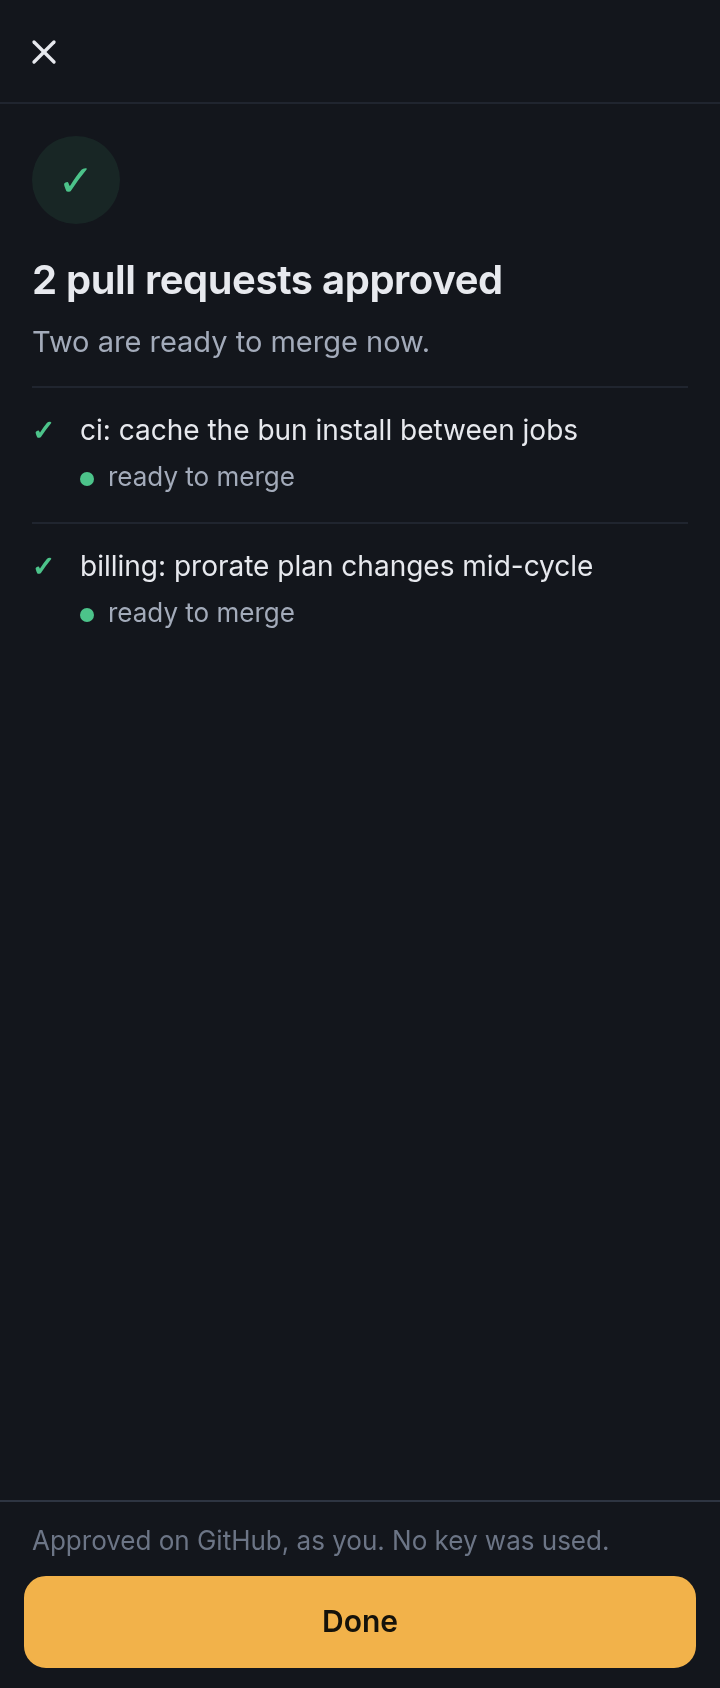 2 pull requests approved
Two are ready to merge now.
✓ ci: cache the bun install between jobs
ready to merge
✓ billing: prorate plan changes mid-cycle
ready to merge
Approved on GitHub, as you. No key was used.
Done